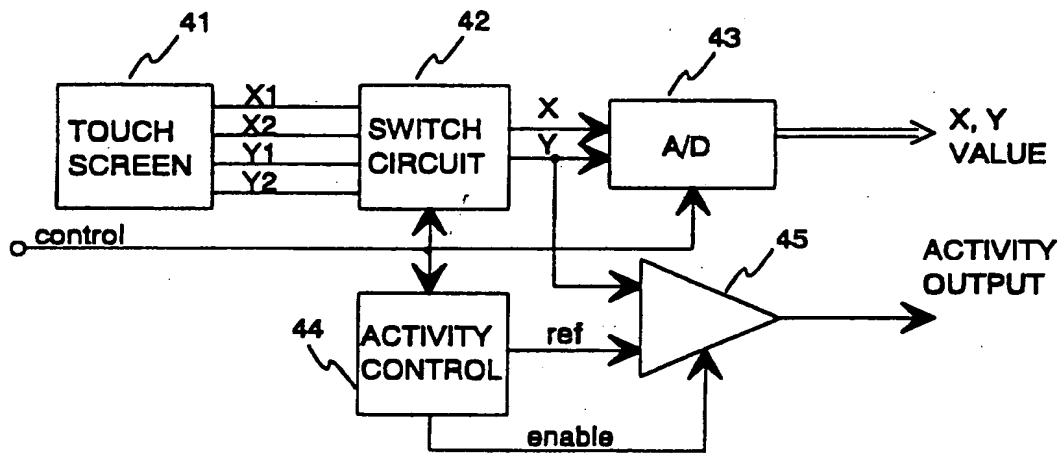 41
42
43
TOUCH
SCREEN
X1
X2
Y1
Y2
SWITCH
CIRCUIT
X
Y
A/D
X, Y
VALUE
control
45
ACTIVITY
OUTPUT
44
ACTIVITY
CONTROL
ref
enable